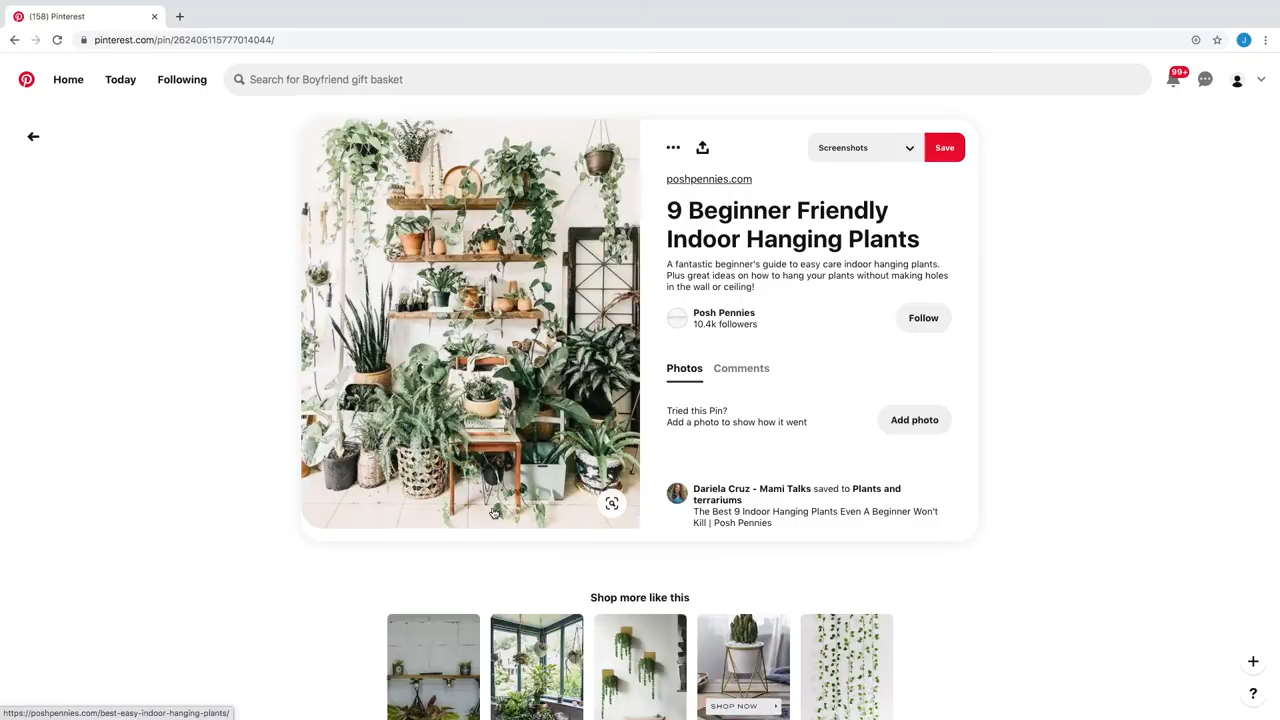 (158) Pinterest
pinterest.com/pin/262405115777014044/
Home
Today
Following
Search for Boyfriend gift basket
99+
J
Screenshots
Save
poshpennies.com
9 Beginner Friendly
Indoor Hanging Plants
A fantastic beginner's guide to easy care indoor hanging plants.
Plus great ideas on how to hang your plants without making holes
in the wall or ceiling!
Posh Pennies
10.4k followers
Follow
Photos
Comments
Tried this Pin?
Add a photo to show how it went
Add photo
Dariela Cruz - Mami Talks saved to Plants and
terrariums
The Best 9 Indoor Hanging Plants Even A Beginner Won't
Kill | Posh Pennies
Shop more like this
SHOP NOW
?
https://poshpennies.com/best-easy-indoor-hanging-plants/